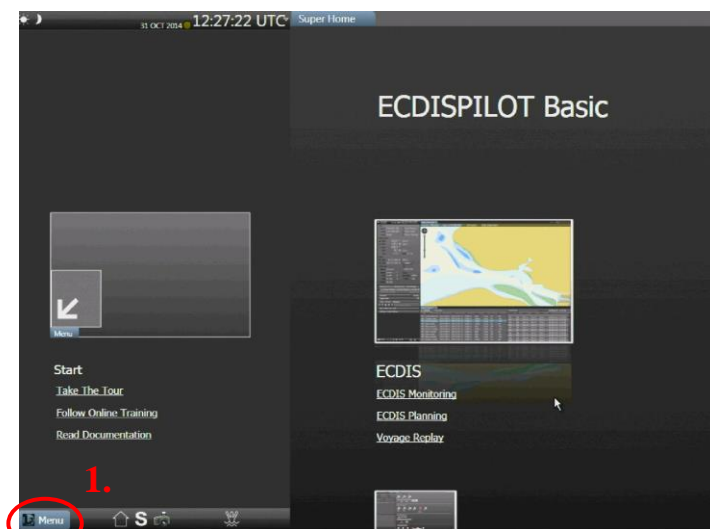 31 OCT 2014 12:27:22 UTC
Super Home
ECDISPILOT Basic
Menu
Start
Take The Tour
Follow Online Training
Read Documentation
ECDIS
ECDIS Monitoring
ECDIS Planning
Voyage Replay
1.
Menu
S